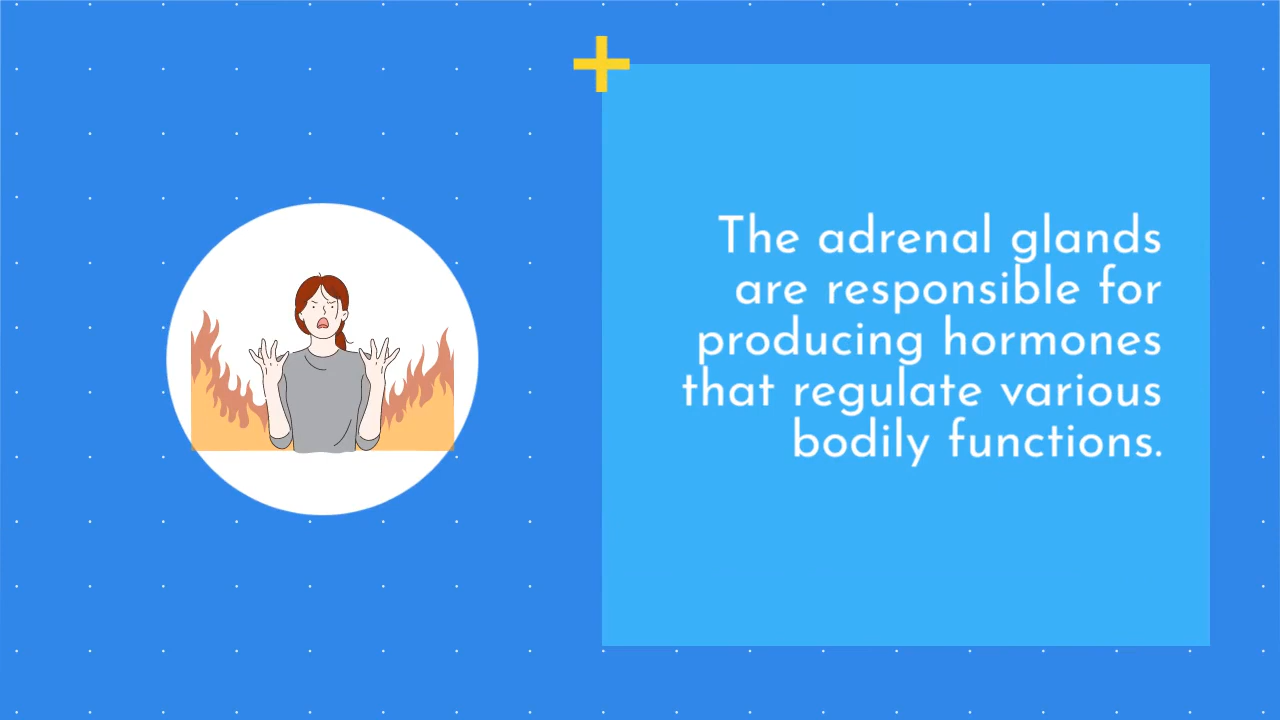 The adrenal glands
are responsible for
producing hormones
that regulate various
bodily functions.